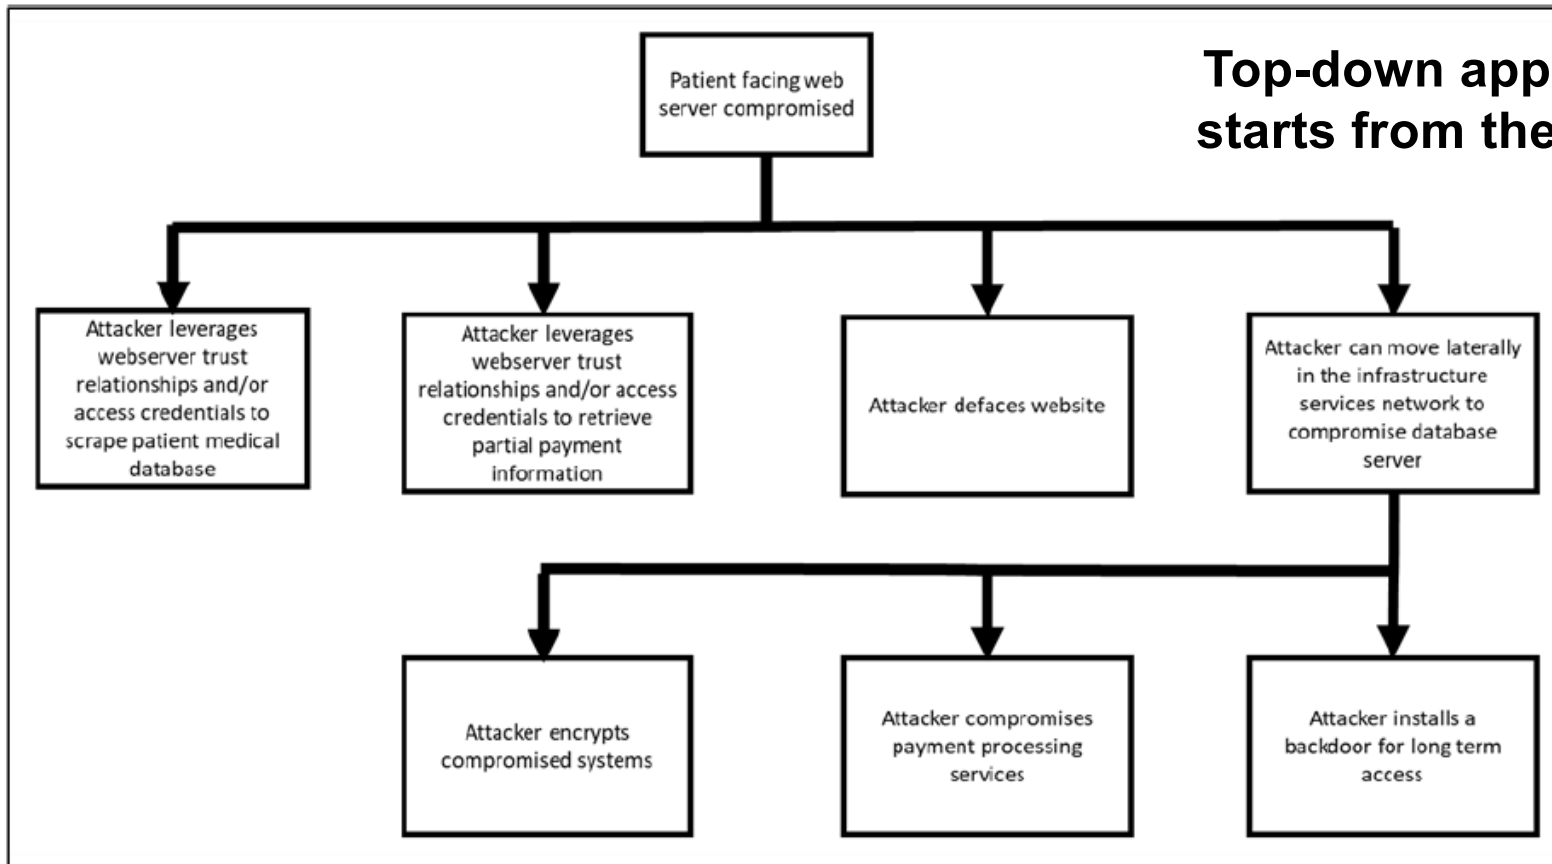 Patient facing web
server compromised
Top-down app
starts from the
Attacker leverages
webserver trust
relationships and/or
access credentials to
scrape patient medical
database
Attacker leverages
webserver trust
relationships and/or access
credentials to retrieve
partial payment
information
Attacker defaces website
Attacker can move laterally
in the infrastructure
services network to
compromise database
server
Attacker encrypts
compromised systems
Attacker compromises
payment processing
services
Attacker installs a
backdoor for long term
access